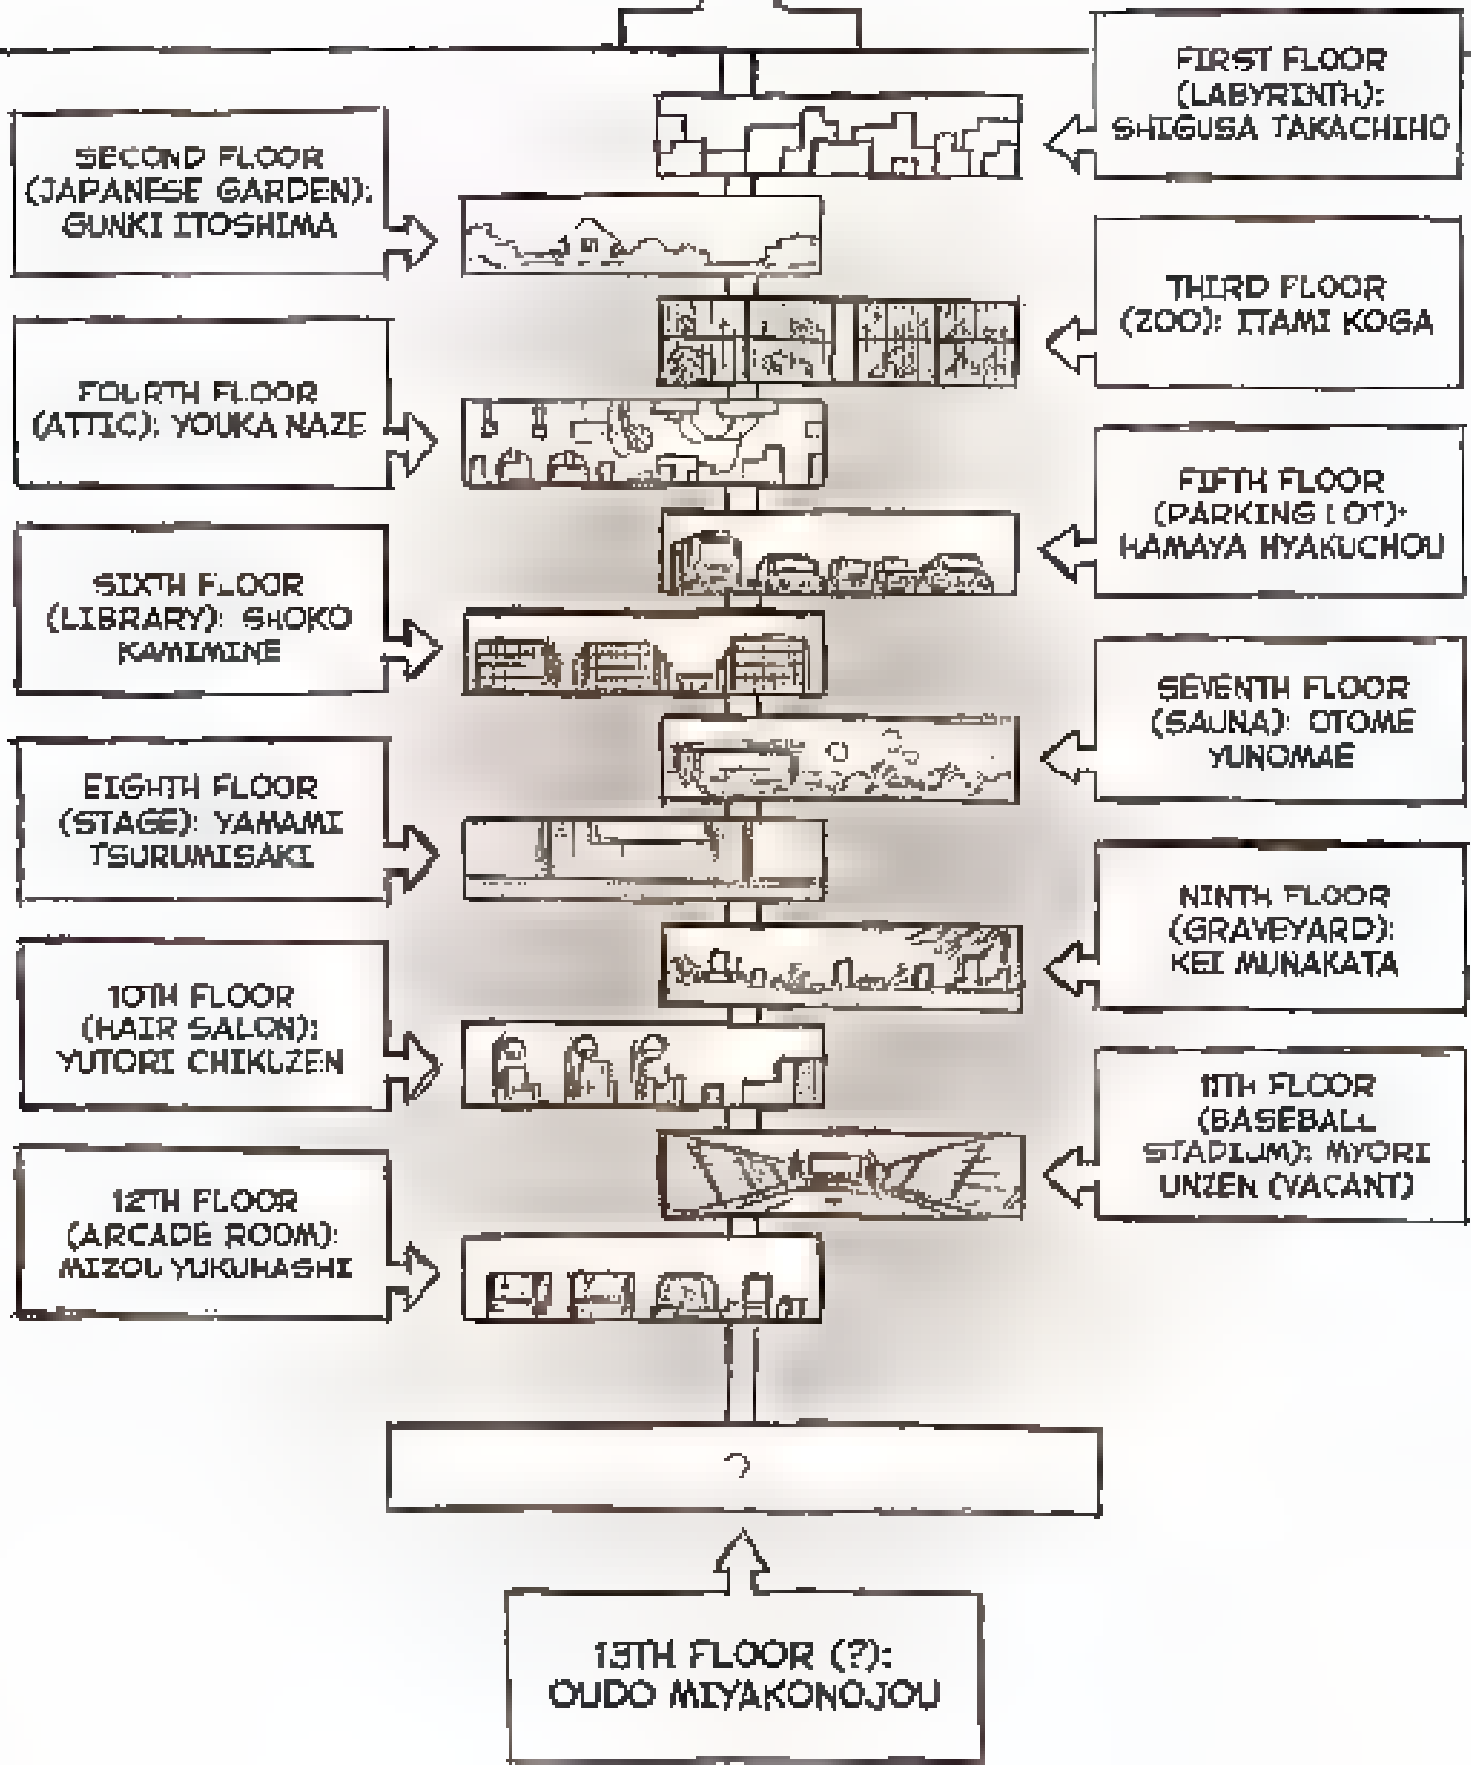 FIRST FLOOR
(LABYRINTH):
SHIGUSA TAKACHIHO
SECOND FLOOR
(JAPANESE GARDEN):
GUNKI ITOSHIMA
THIRD FLOOR
(ZOO): ITAMI KOGA
FOURTH FLOOR
(ATTIC): YOUKA NAZE
FIFTH FLOOR
(PARKING LOT):
HAMAYA HYAKUCHOU
SIXTH FLOOR
(LIBRARY): SHOKO
KAMIMINE
SEVENTH FLOOR
(SAUNA): OTOME
YUNOMAE
EIGHTH FLOOR
(STAGE): YAMAMI
TSURUMISAKI
NINTH FLOOR
(GRAVEYARD):
KEI MUNAKATA
10TH FLOOR
(HAIR SALON):
YUTORI CHIKUZEN
11TH FLOOR
(BASEBALL
STADIUM): MYORI
UNZEN (VACANT)
12TH FLOOR
(ARCADE ROOM):
MIZOU YUKUHASHI
?
13TH FLOOR (?):
OUDO MIYAKONOJOU